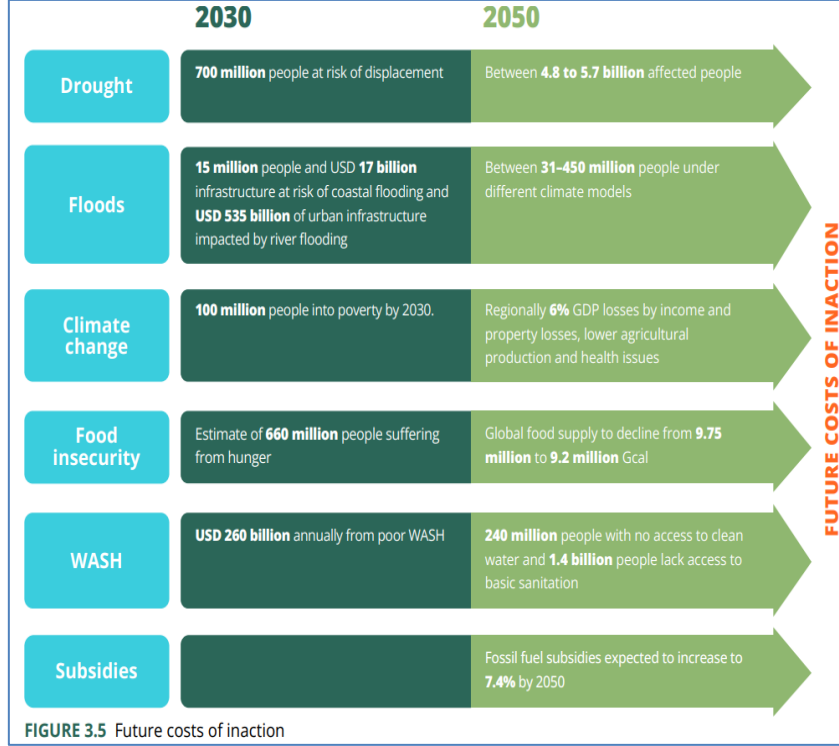 2030
2050
Drought
700 million people at risk of displacement
Between 4.8 to 5.7 billion affected people
Floods
15 million people and USD 17 billion
infrastructure at risk of coastal flooding and
USD 535 billion of urban infrastructure
impacted by river flooding
Between 31–450 million people under
different climate models
Climate
change
100 million people into poverty by 2030.
Regionally 6% GDP losses by income and
property losses, lower agricultural
production and health issues
Food
insecurity
Estimate of 660 million people suffering
from hunger
Global food supply to decline from 9.75
million to 9.2 million Gcal
WASH
USD 260 billion annually from poor WASH
240 million people with no access to clean
water and 1.4 billion people lack access to
basic sanitation
Subsidies
Fossil fuel subsidies expected to increase to
7.4% by 2050
FUTURE COSTS OF INACTION
FIGURE 3.5 Future costs of inaction